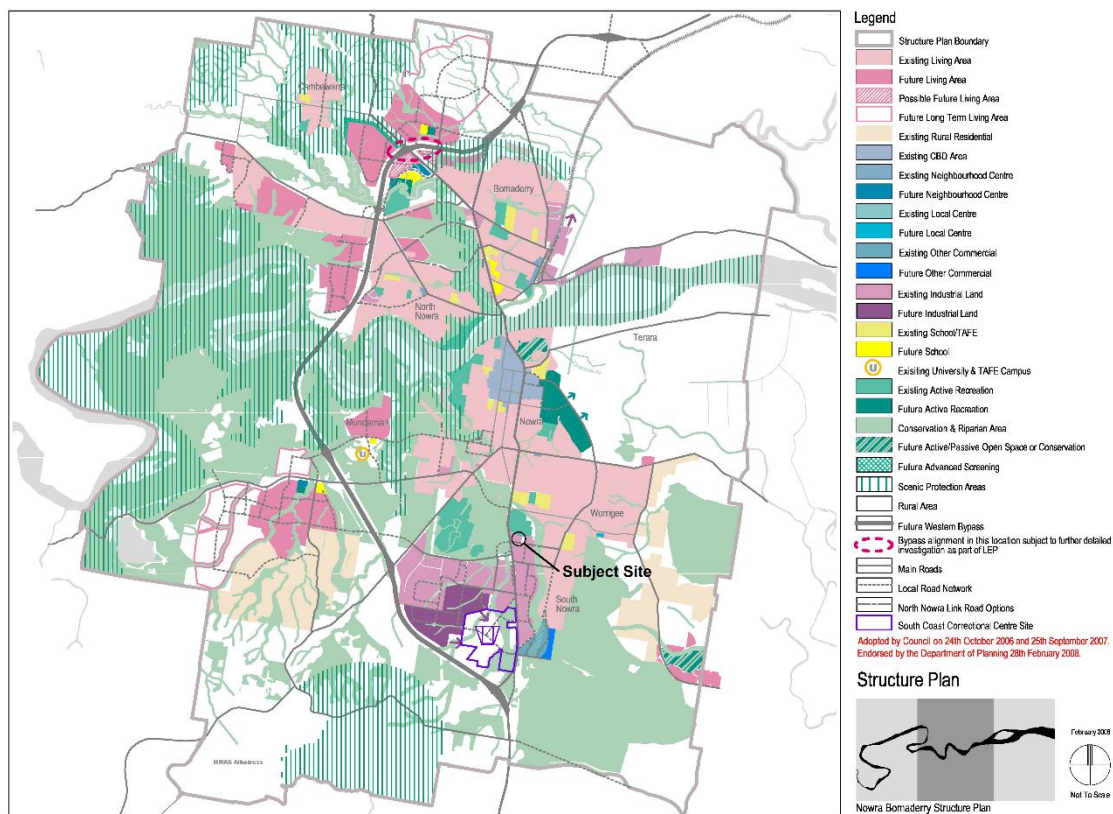 Cambewarra
Bomaderry
North
Nowra
Terara
Nowra
Mundamia
U
Worrigee
Subject Site
South
Nowra
HMAS Albatross
Legend
Structure Plan Boundary
Existing Living Area
Future Living Area
Possible Future Living Area
Future Long Term Living Area
Existing Rural Residential
Existing CBD Area
Existing Neighbourhood Centre
Future Neighbourhood Centre
Existing Local Centre
Future Local Centre
Existing Other Commercial
Future Other Commercial
Existing Industrial Land
Future Industrial Land
Existing School/TAFE
Future School
U
Exisiting University & TAFE Campus
Existing Active Recreation
Future Active Racreation
Conservation & Riparian Area
Future Active/Passive Open Space or Conservation
Future Advanced Screening
Scenic Protection Areas
Rural Area
Future Western Bypass
Bypass alignment in this location subject to further detailed
investigation as part of LEP
Main Roads
Local Road Network
North Nowra Link Road Options
South Coast Correctional Centre Site
Adopted by Council on 24th October 2006 and 25th September 2007.
Endorsed by the Department of Planning 28th February 2008.
Structure Plan
February 2008
Not To Scale
Nowra Bomaderry Structure Plan